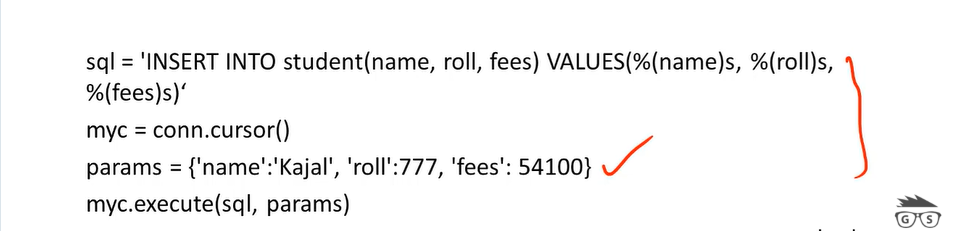 sql = 'INSERT INTO student(name, roll, fees) VALUES(%(name)s, %(roll)s,
%(fees)s)‘
myc = conn.cursor()
params = {'name':'Kajal', 'roll':777, 'fees': 54100}
myc.execute(sql, params)
G S